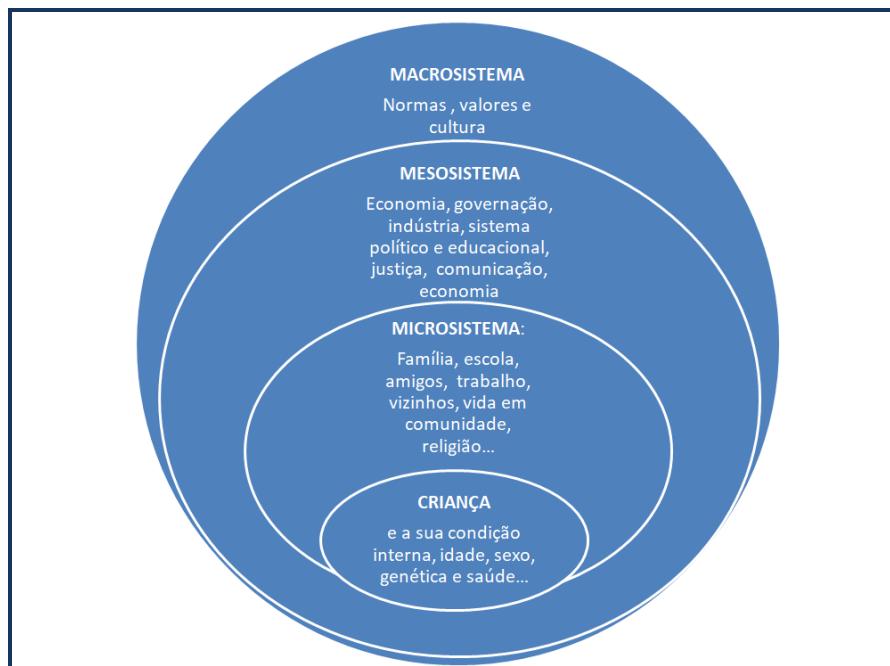 MACROSISTEMA
Normas , valores e
cultura
MESOSISTEMA
Economia, governação,
indústria, sistema
político e educacional,
justiça, comunicação,
economia
MICROSISTEMA:
Família, escola,
amigos, trabalho,
vizinhos, vida em
comunidade,
religião...
CRIANÇA
e a sua condição
interna, idade, sexo,
genética e saúde...